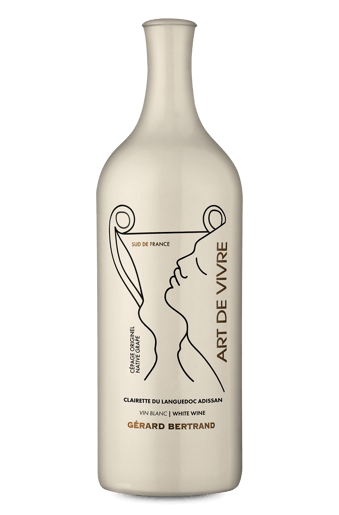 SUD DE FRANCE
ART DE VIVRE
CÉPAGE ORIGINEL
NATIVE GRAPE
CLAIRETTE DU LANGUEDOC ADISSAN
VIN BLANC | WHITE WINE
GÉRARD BERTRAND